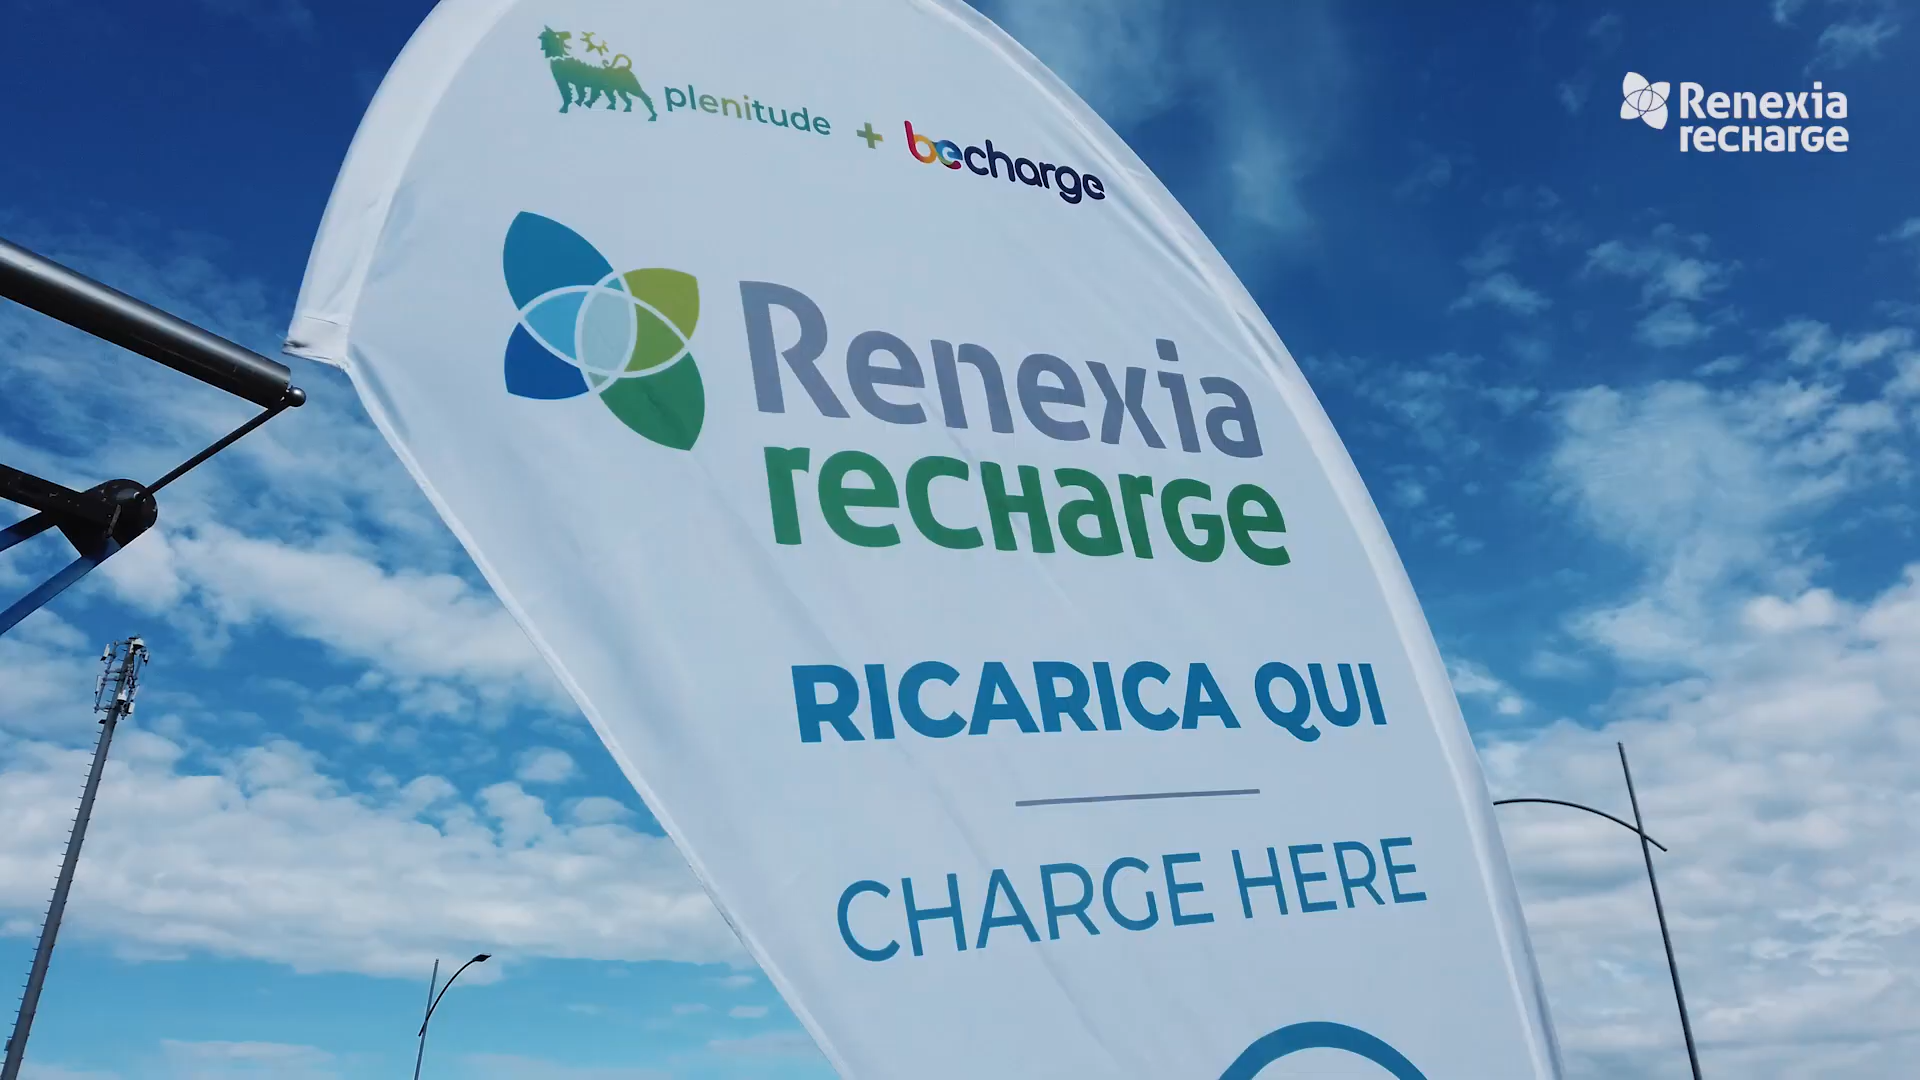 plenitude + becharge
Renexia
recharge
RICARICA QUI
CHARGE HERE
Renexia
recharge